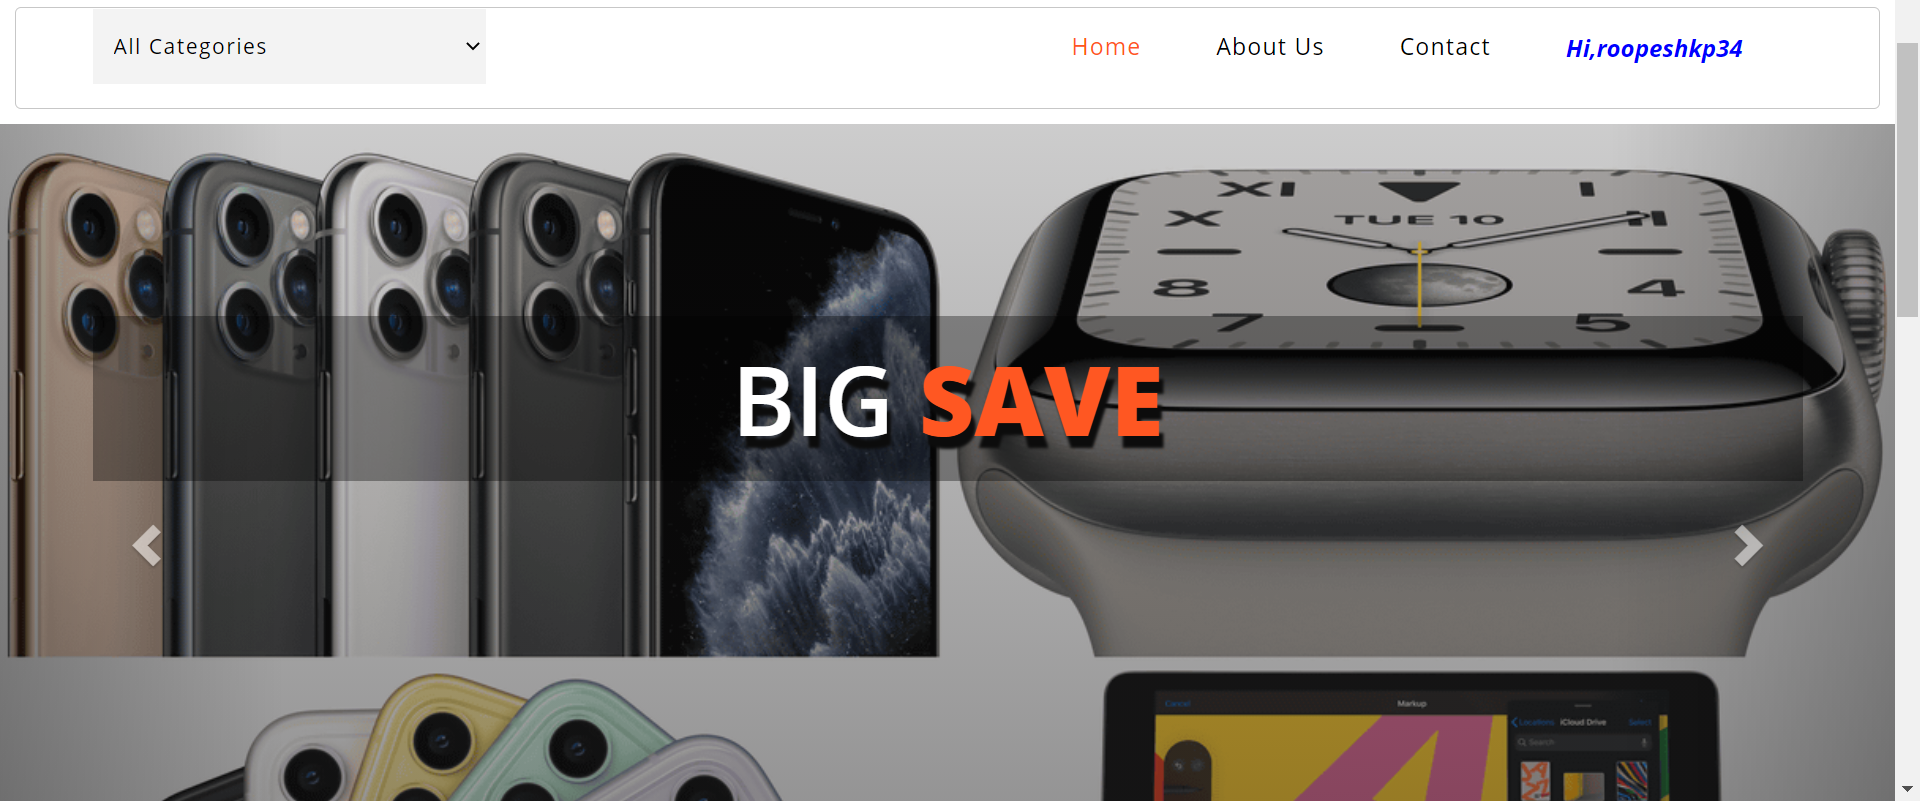 All Categories
Home
About Us
Contact
Hi,roopeshkp34
XI
I
X
TUE 10
II
8
4
7
5
BIG SAVE
Cancel
Markup
Locations
iCloud Drive
Select
Search